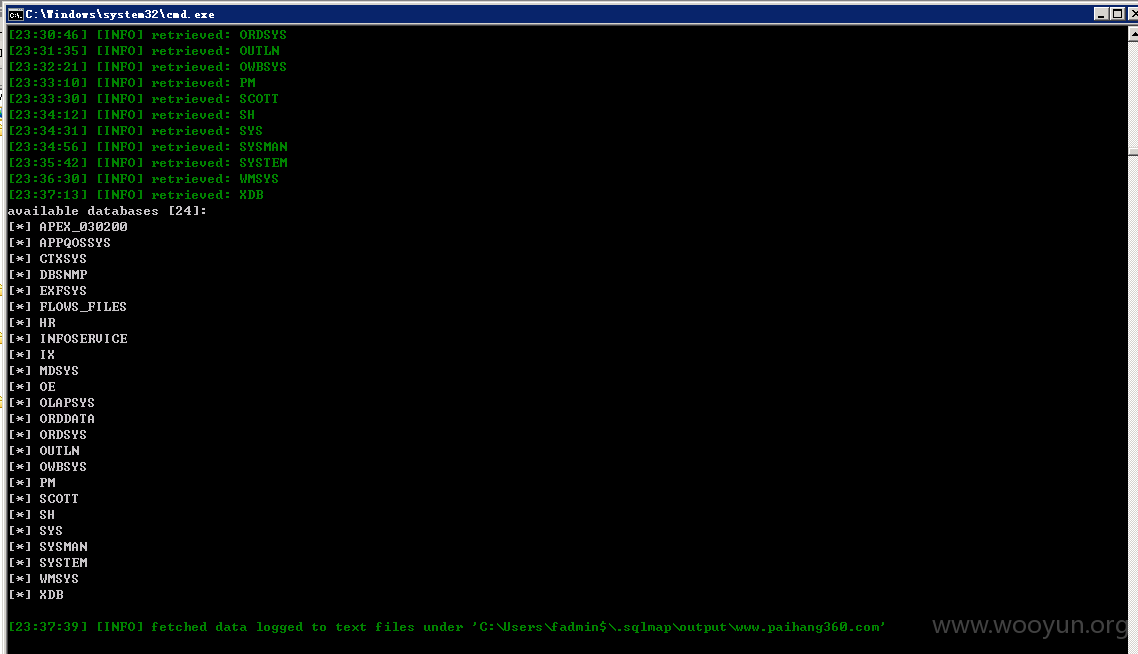 C:\Windows\system32\cmd.exe
[23:30:46] [INFO] retrieved: ORDSYS
[23:31:35] [INFO] retrieved: OUTLN
[23:32:21] [INFO] retrieved: OWBSYS
[23:33:10] [INFO] retrieved: PM
[23:33:30] [INFO] retrieved: SCOTT
[23:34:12] [INFO] retrieved: SH
[23:34:31] [INFO] retrieved: SYS
[23:34:56] [INFO] retrieved: SYSMAN
[23:35:42] [INFO] retrieved: SYSTEM
[23:36:30] [INFO] retrieved: WMSYS
[23:37:13] [INFO] retrieved: XDB
available databases [24]:
[*] APEX_030200
[*] APPQOSSYS
[*] CTXSYS
[*] DBSNMP
[*] EXFSYS
[*] FLOWS_FILES
[*] HR
[*] INFOSERVICE
[*] IX
[*] MDSYS
[*] OE
[*] OLAPSYS
[*] ORDDATA
[*] ORDSYS
[*] OUTLN
[*] OWBSYS
[*] PM
[*] SCOTT
[*] SH
[*] SYS
[*] SYSMAN
[*] SYSTEM
[*] WMSYS
[*] XDB
[23:37:39] [INFO] fetched data logged to text files under 'C:\Users\fadmin$\.sqlmap\output\www.paihang360.com'
www.wooyun.org